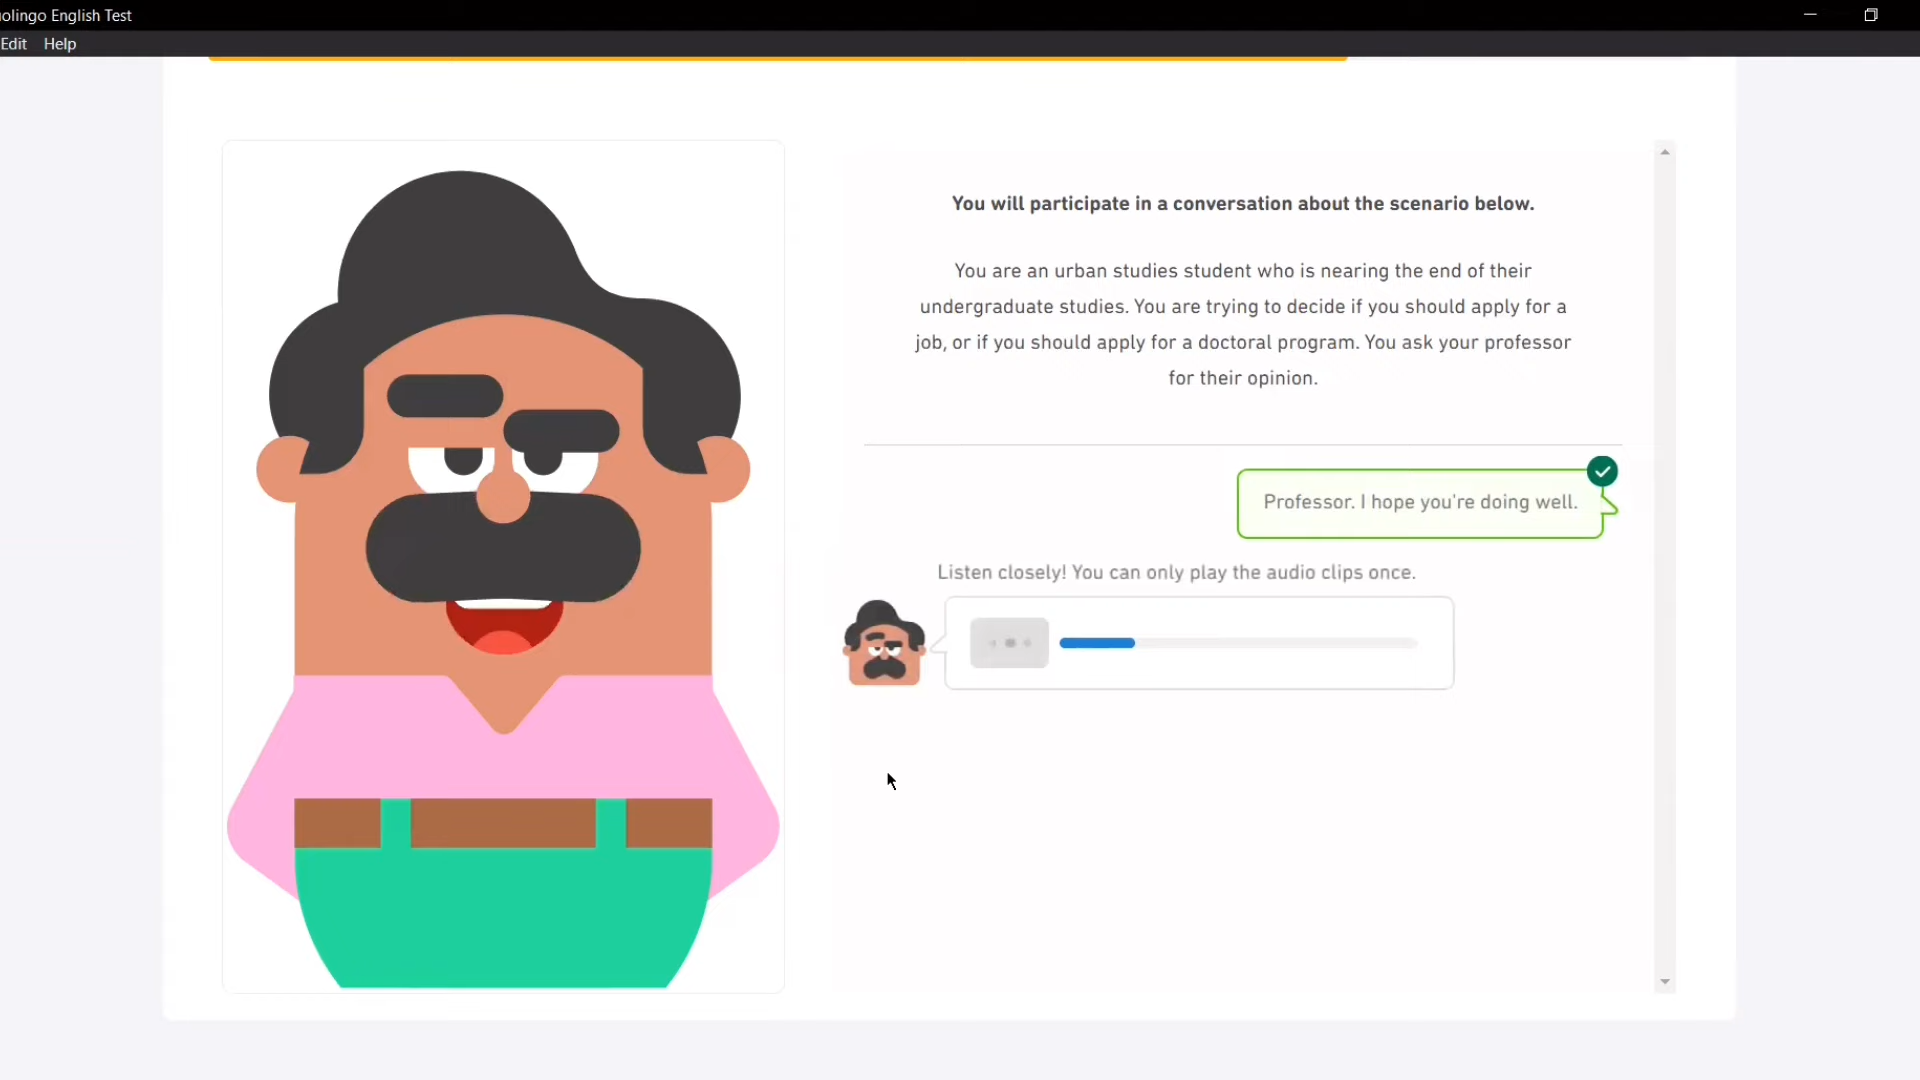 olingo English Test
Edit Help
You will participate in a conversation about the scenario below.
You are an urban studies student who is nearing the end of their
undergraduate studies. You are trying to decide if you should apply for a
job, or if you should apply for a doctoral program. You ask your professor
for their opinion.
Professor. I hope you're doing well.
Listen closely! You can only play the audio clips once.